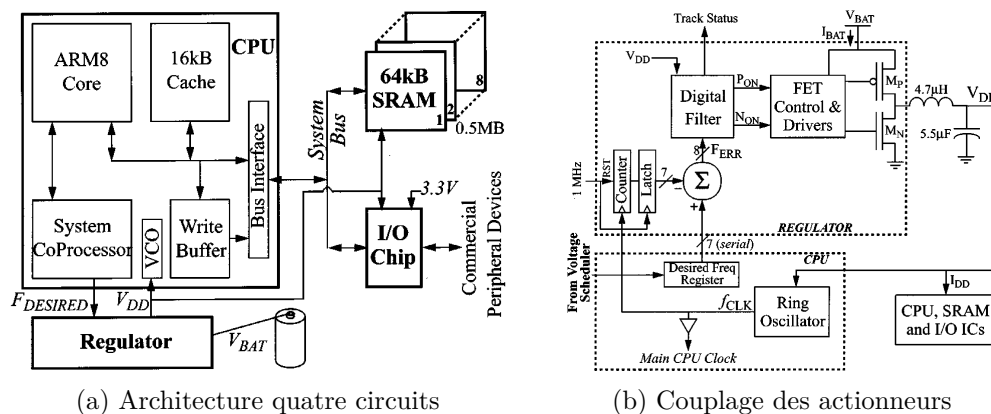 ARM8
Core
16kB
Cache
CPU
64kB
SRAM
1
2
8
0.5MB
System
Bus
Bus Interface
3.3V
System
CoProcessor
VCO
Write
Buffer
I/O
Chip
Commercial
Peripheral Devices
F_DESIRED
V_DD
Regulator
V_BAT
(a) Architecture quatre circuits
Track Status
V_BAT
I_BAT
V_DD
Digital
Filter
P_ON
N_ON
FET
Control &
Drivers
M_P
M_N
4.7µH
5.5µF
8
F_ERR
1 MHz
RST
Counter
Latch
7
−
Σ
+
REGULATOR
7 (serial)
From Voltage
Scheduler
Desired Freq
Register
CPU
f_CLK
Ring
Oscillator
I_DD
CPU, SRAM
and I/O ICs
Main CPU Clock
(b) Couplage des actionneurs